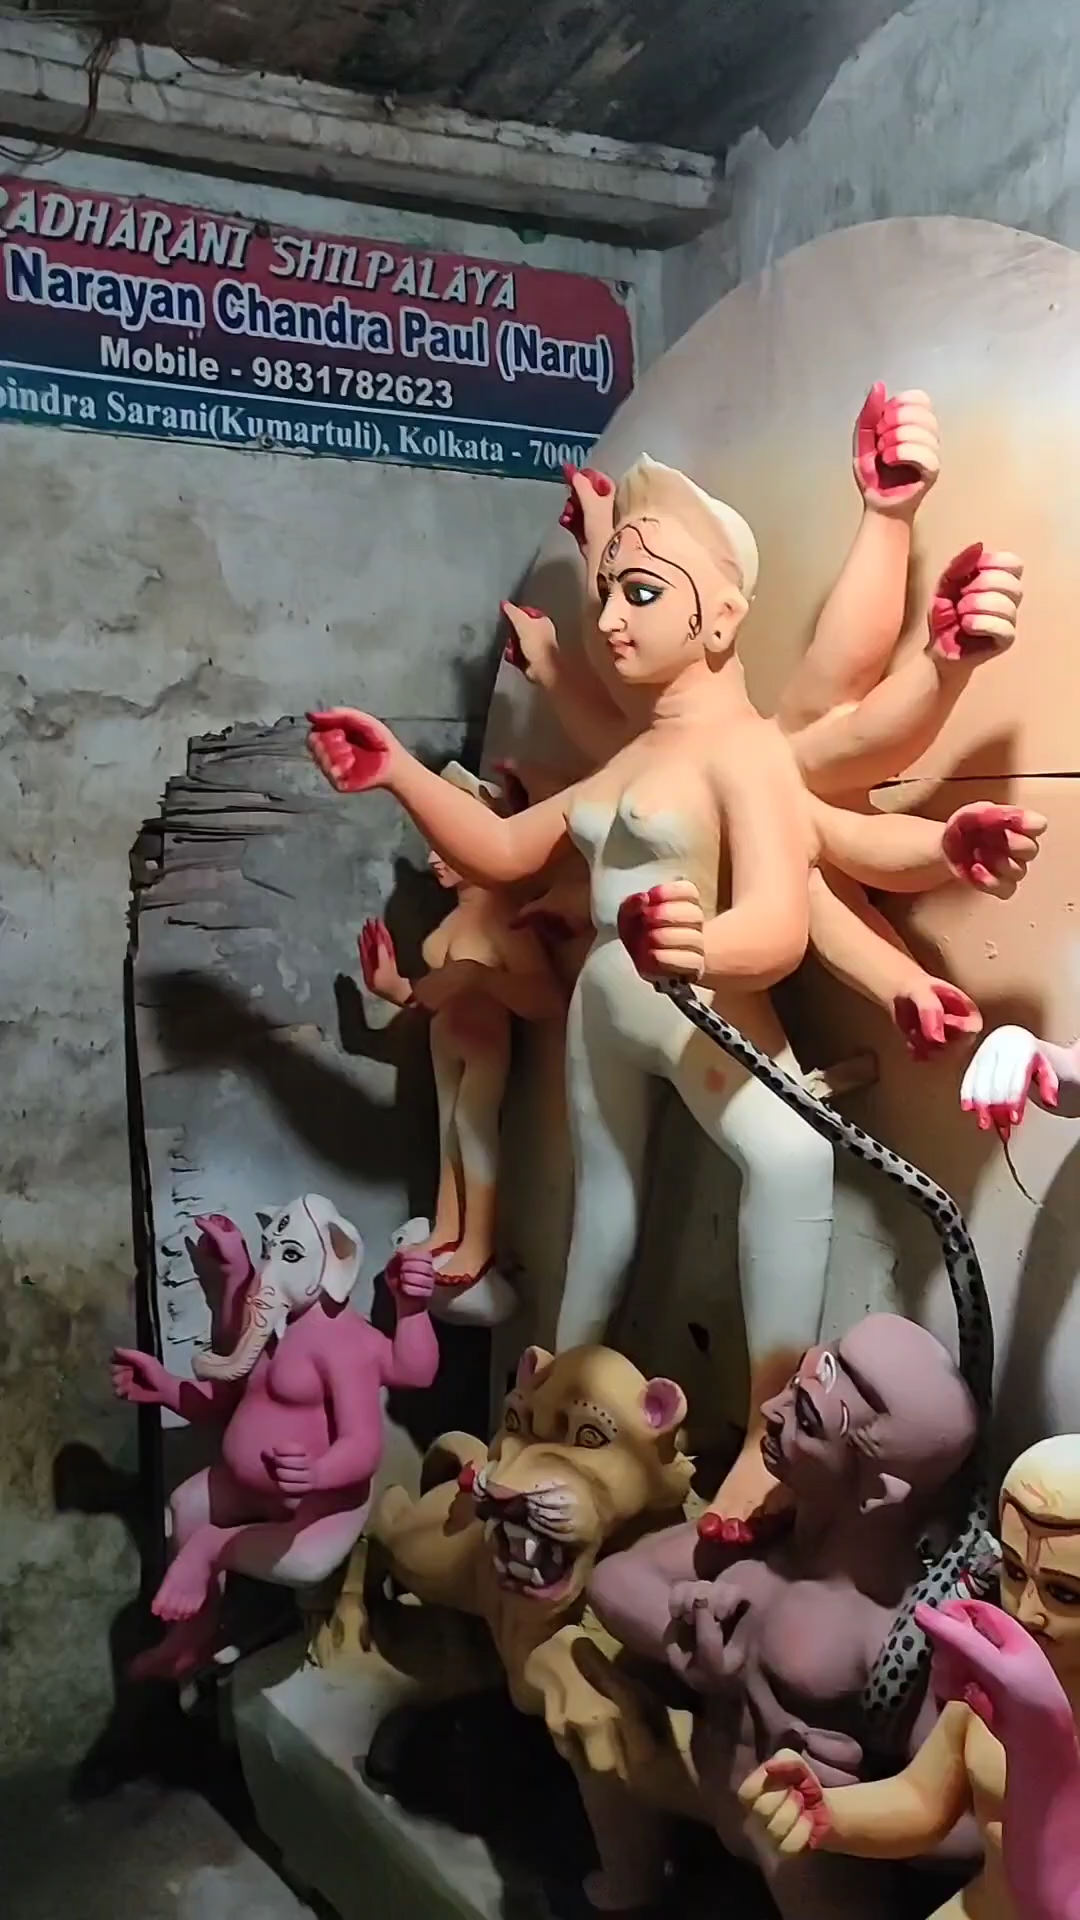 RADHARANI SHILPALAYA
Narayan Chandra Paul (Naru)
Mobile - 9831782623
Sarani(Kumartuli), Kolkata -